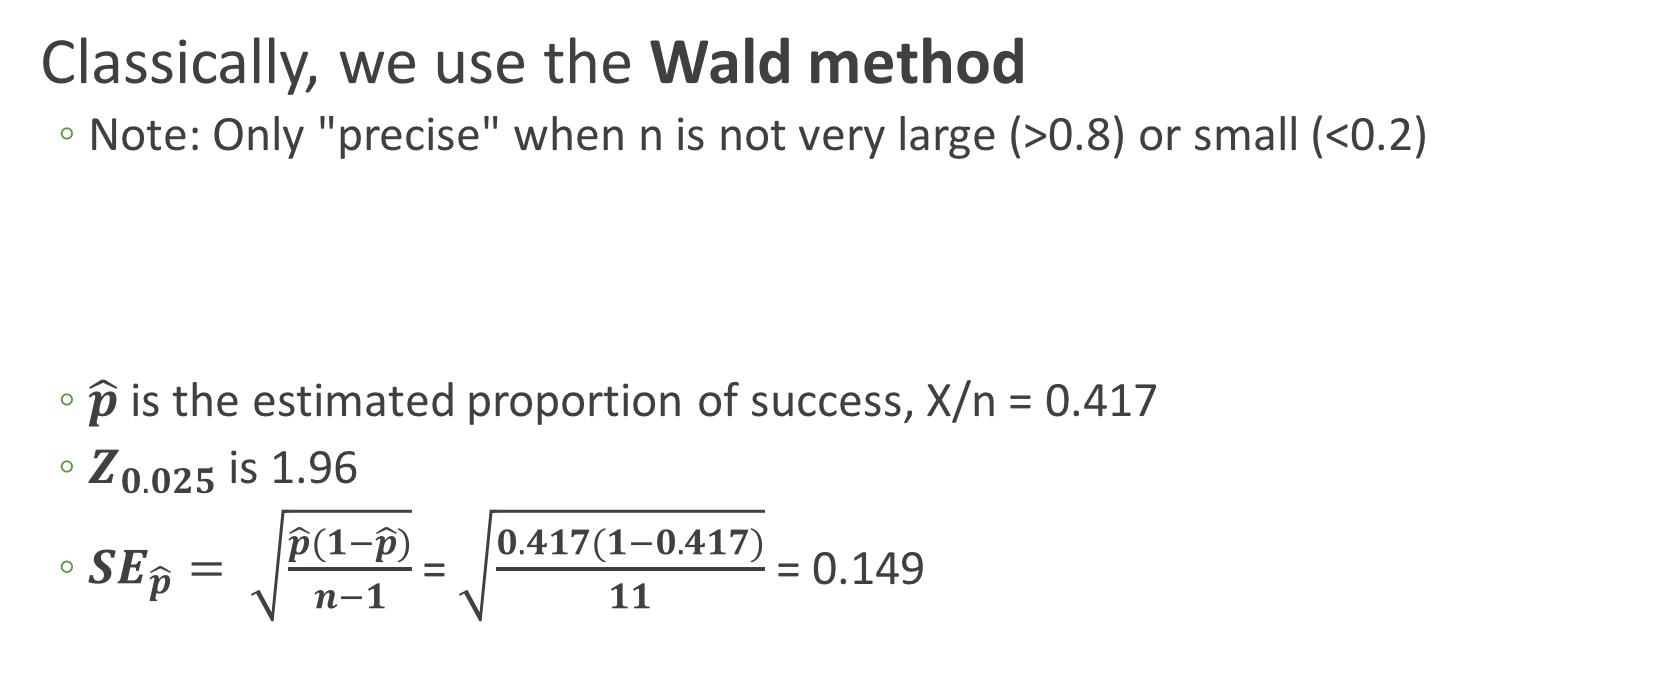 Classically, we use the Wald method
◦ Note: Only "precise" when n is not very large (>0.8) or small (<0.2)
◦ p̂ is the estimated proportion of success, X/n = 0.417
◦ Z₀.₀₂₅ is 1.96
◦ SE_p̂ = √(p̂(1−p̂)/(n−1)) = √(0.417(1−0.417)/11) = 0.149